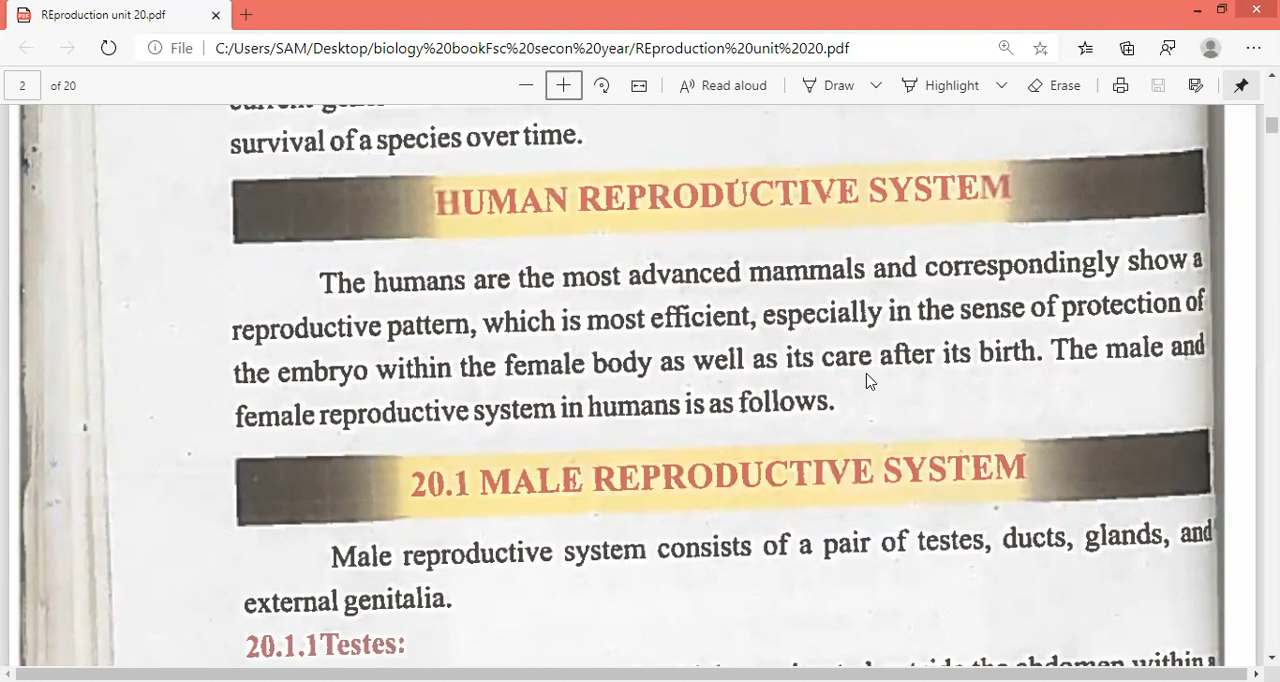 REproduction unit 20.pdf
File | C:/Users/SAM/Desktop/biology%20bookFsc%20secon%20year/REproduction%20unit%2020.pdf
2 of 20 Read aloud Draw Highlight Erase
survival of a species over time.
HUMAN REPRODUCTIVE SYSTEM
The humans are the most advanced mammals and correspondingly show a
reproductive pattern, which is most efficient, especially in the sense of protection of
the embryo within the female body as well as its care after its birth. The male and
female reproductive system in humans is as follows.
20.1 MALE REPRODUCTIVE SYSTEM
Male reproductive system consists of a pair of testes, ducts, glands, and
external genitalia.
20.1.1Testes:
the abdomen within a